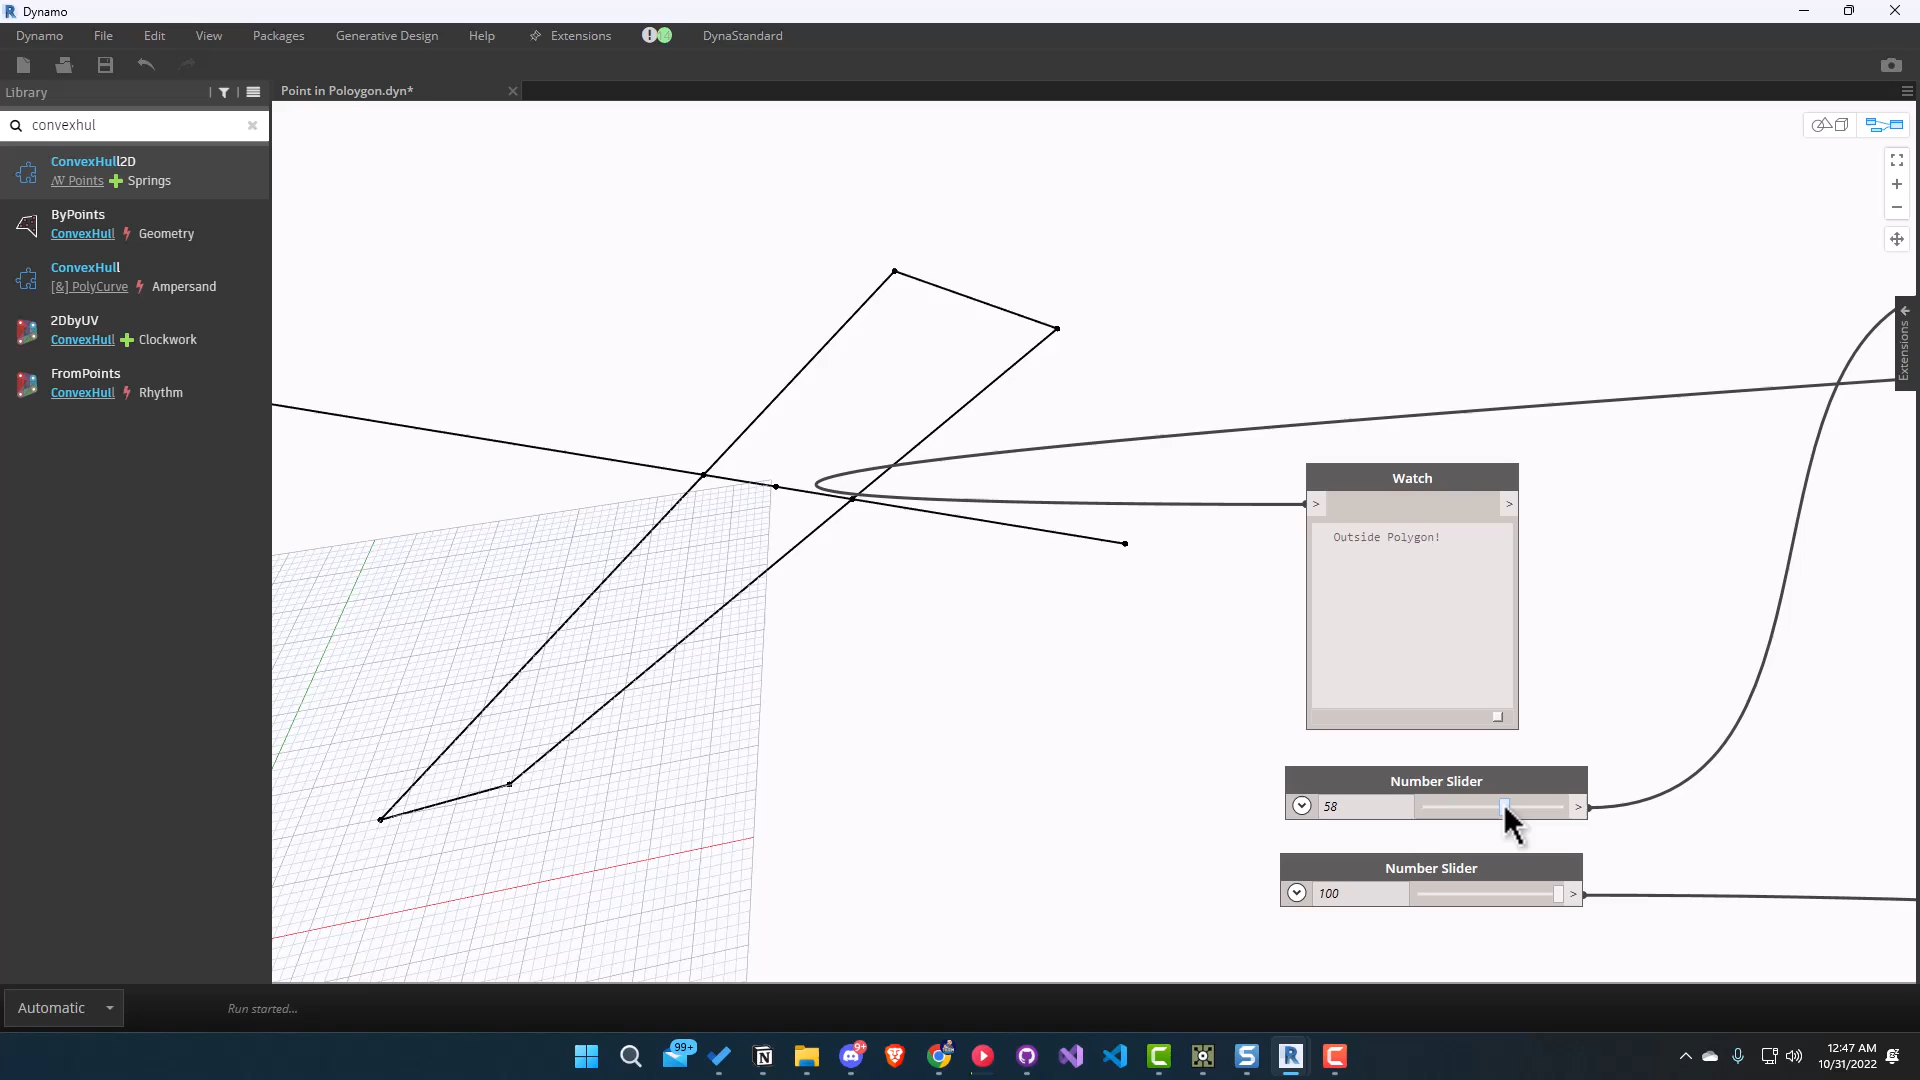 Dynamo
Dynamo File Edit View Packages Generative Design Help Extensions DynaStandard
Library
Point in Poloygon.dyn*
convexhul
ConvexHull2D
Points Springs
ByPoints
ConvexHull Geometry
ConvexHull
[&] PolyCurve Ampersand
2DbyUV
ConvexHull Clockwork
FromPoints
ConvexHull Rhythm
Extensions
Watch
> >
Outside Polygon!
Number Slider
58 >
Number Slider
100 >
Automatic Run started...
99+
9+
12:47 AM
10/31/2022